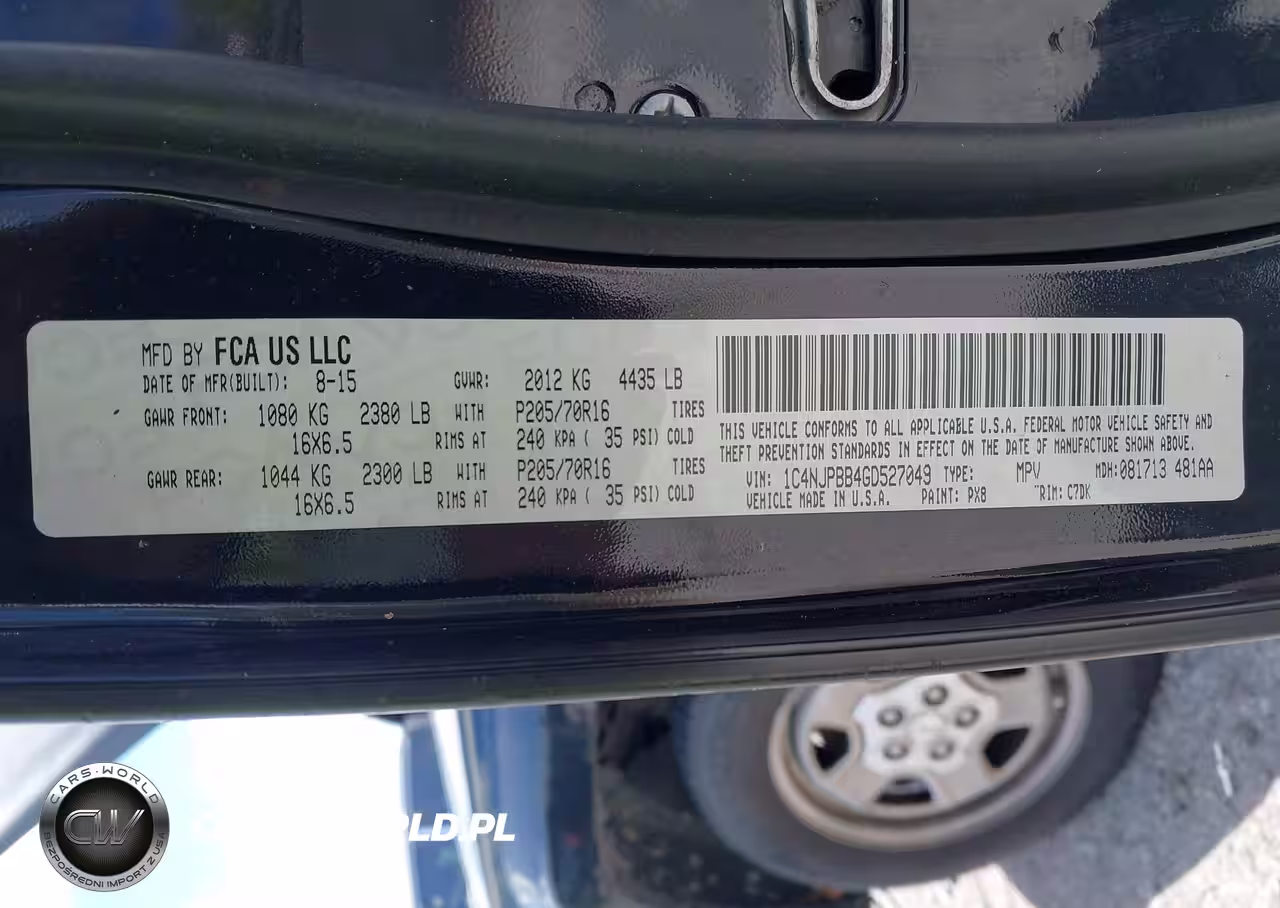 MFD BY FCA US LLC
DATE OF MFR(BUILT): 8-15 GVWR: 2012 KG 4435 LB
GAWR FRONT: 1080 KG 2380 LB WITH P205/70R16 TIRES
16X6.5 RIMS AT 240 KPA ( 35 PSI) COLD
GAWR REAR: 1044 KG 2300 LB WITH P205/70R16 TIRES
16X6.5 RIMS AT 240 KPA ( 35 PSI) COLD
THIS VEHICLE CONFORMS TO ALL APPLICABLE U.S.A. FEDERAL MOTOR VEHICLE SAFETY AND
THEFT PREVENTION STANDARDS IN EFFECT ON THE DATE OF MANUFACTURE SHOWN ABOVE.
VIN: 1C4NJPBB4GD527049 TYPE: MPV MDH:081713 481AA
VEHICLE MADE IN U.S.A. PAINT: PX8 RIM: C7DK
CARS-WORLD
CW
BEZPOŚREDNI IMPORT Z USA